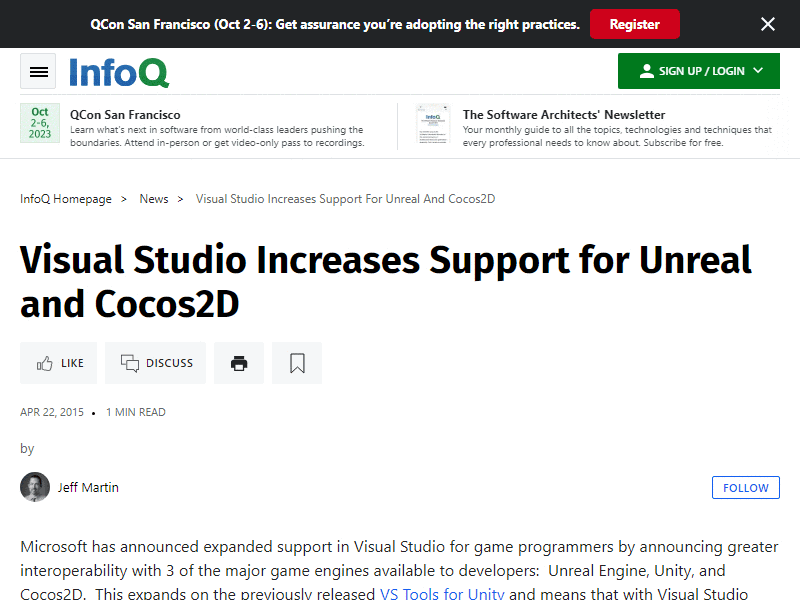 QCon San Francisco (Oct 2-6): Get assurance you’re adopting the right practices.
Register
InfoQ
SIGN UP / LOGIN
Oct
2-6,
2023
QCon San Francisco
Learn what's next in software from world-class leaders pushing the
boundaries. Attend in-person or get video-only pass to recordings.
The Software Architects' Newsletter
Your monthly guide to all the topics, technologies and techniques that
every professional needs to know about. Subscribe for free.
InfoQ Homepage > News > Visual Studio Increases Support For Unreal And Cocos2D
Visual Studio Increases Support for Unreal
and Cocos2D
LIKE
DISCUSS
APR 22, 2015 • 1 MIN READ
by
Jeff Martin
FOLLOW
Microsoft has announced expanded support in Visual Studio for game programmers by announcing greater
interoperability with 3 of the major game engines available to developers: Unreal Engine, Unity, and
Cocos2D. This expands on the previously released VS Tools for Unity and means that with Visual Studio